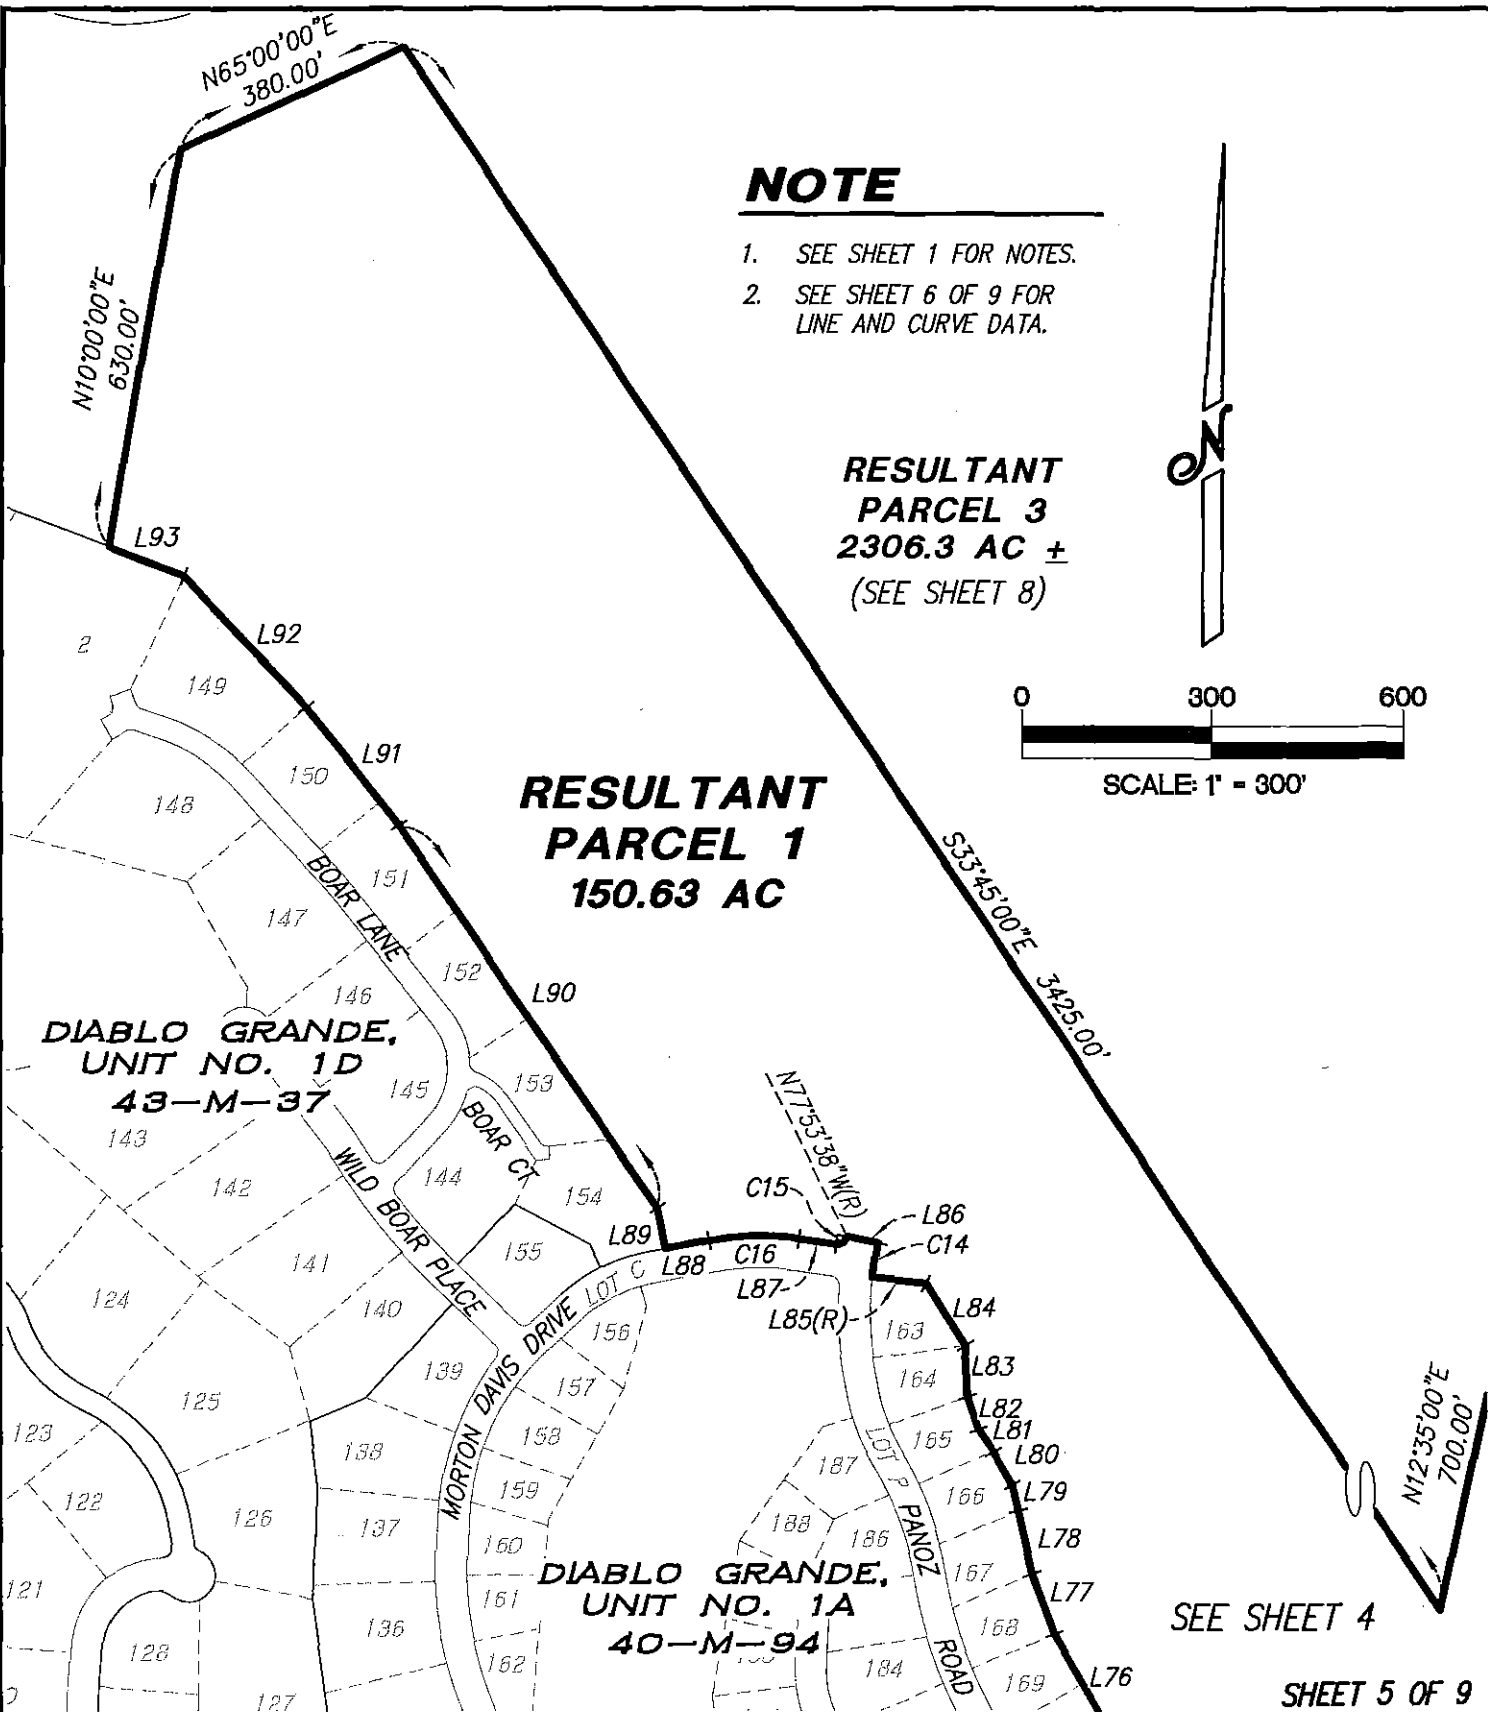 N65°00'00"E
380.00'
N10°00'00"E
630.00'
NOTE
1. SEE SHEET 1 FOR NOTES.
2. SEE SHEET 6 OF 9 FOR
LINE AND CURVE DATA.
N
RESULTANT
PARCEL 3
2306.3 AC ±
(SEE SHEET 8)
0 300 600
SCALE: 1" = 300'
L93
L92
L91
L90
2
149
150
148
151
147
152
146
153
145
BOAR LANE
RESULTANT
PARCEL 1
150.63 AC
S33°45'00"E 3425.00'
DIABLO GRANDE,
UNIT NO. 1D
43-M-37
143
142
141
140
144
154
155
BOAR CT
WILD BOAR PLACE
N77°53'38"W(R)
C15
L86
C14
L89
L88
C16
L87
L85(R)
L84
L83
L82
L81
L80
L79
L78
L77
L76
MORTON DAVIS DRIVE
LOT C
124
125
139
138
123
122
126
137
121
128
127
136
156
157
158
159
160
161
162
163
164
165
166
167
168
169
187
188
186
184
LOT P
PANOZ
ROAD
DIABLO GRANDE,
UNIT NO. 1A
40-M-94
N12°35'00"E
700.00'
SEE SHEET 4
SHEET 5 OF 9